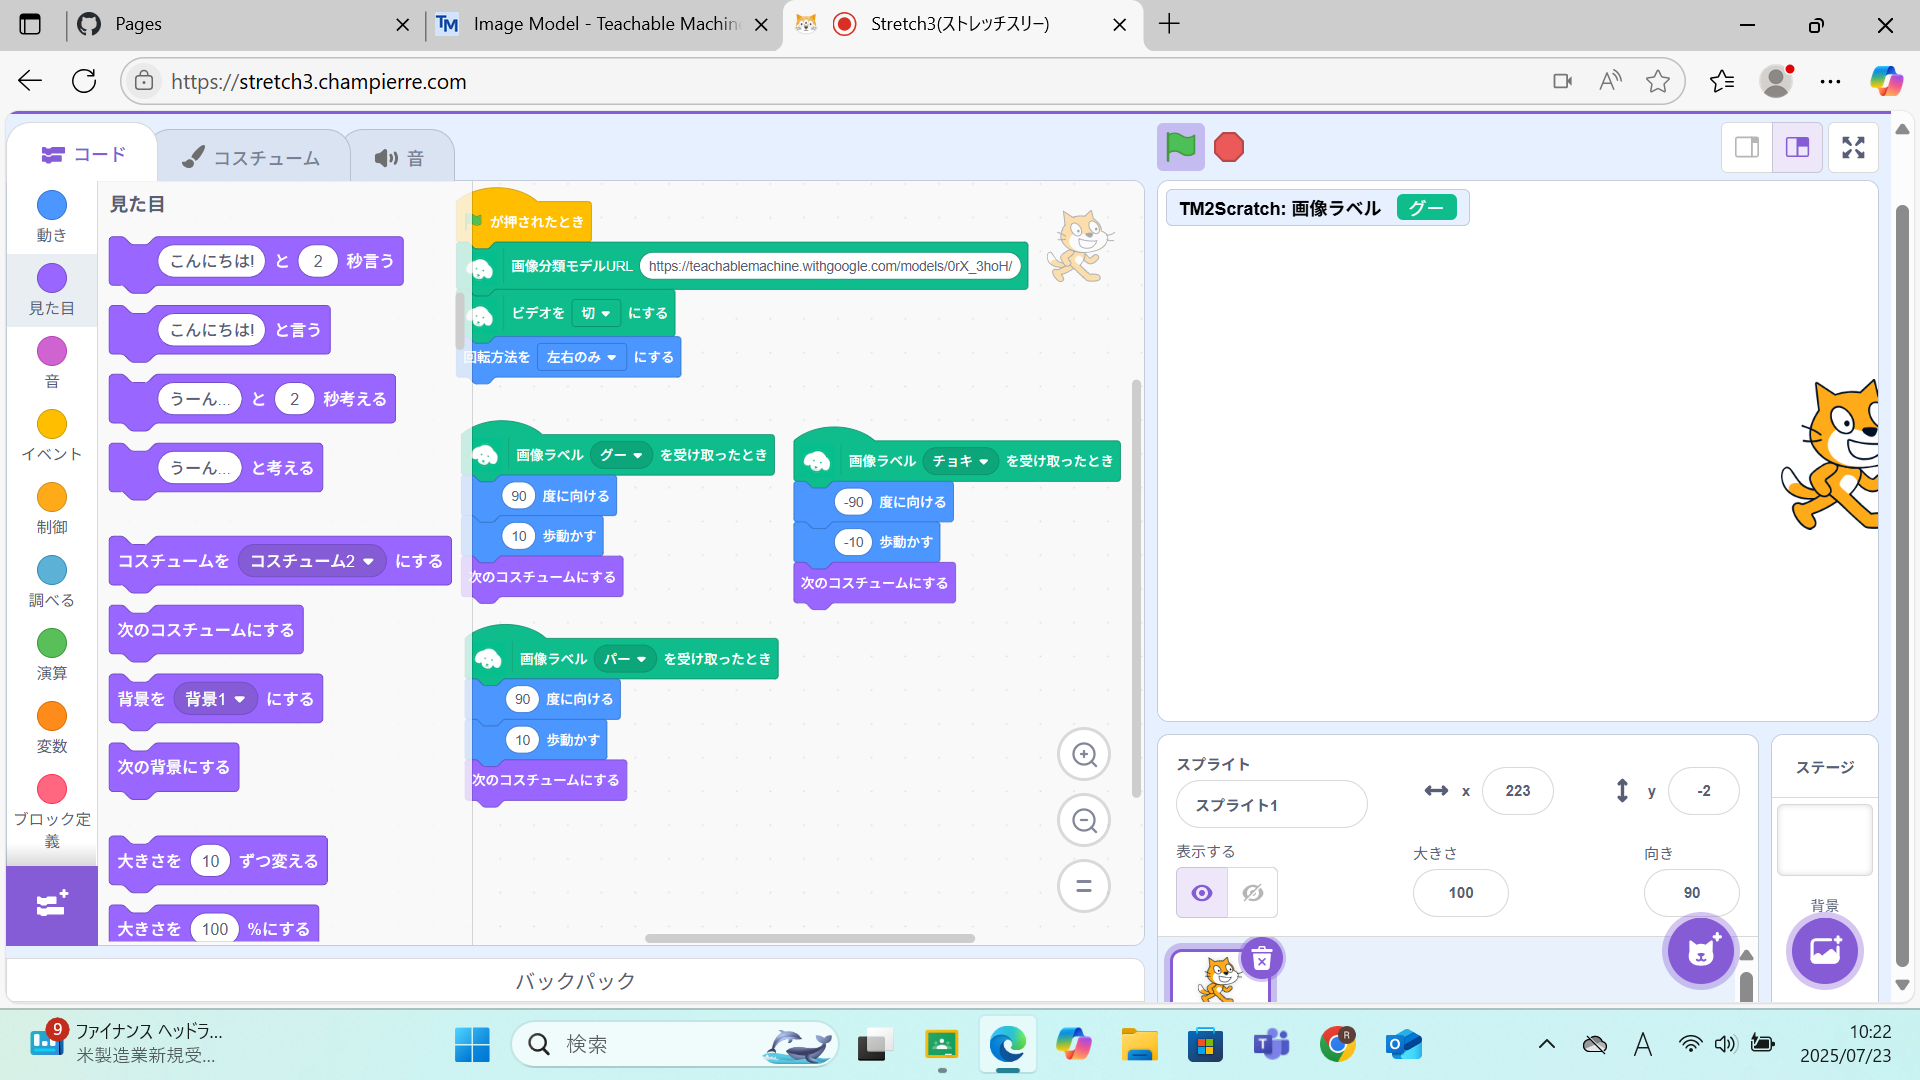 Pages
Image Model - Teachable Machin
Stretch3(ストレッチスリー)
https://stretch3.champierre.com
コード
コスチューム
音
動き
見た目
音
イベント
制御
調べる
演算
変数
ブロック定
義
見た目
こんにちは! と 2 秒言う
こんにちは! と言う
うーん... と 2 秒考える
うーん... と考える
コスチュームを コスチューム2 にする
次のコスチュームにする
背景を 背景1 にする
次の背景にする
大きさを 10 ずつ変える
大きさを 100 %にする
が押されたとき
画像分類モデルURL https://teachablemachine.withgoogle.com/models/0rX_3hoH/
ビデオを 切 にする
回転方法を 左右のみ にする
画像ラベル グー を受け取ったとき
90 度に向ける
10 歩動かす
次のコスチュームにする
画像ラベル チョキ を受け取ったとき
-90 度に向ける
-10 歩動かす
次のコスチュームにする
画像ラベル パー を受け取ったとき
90 度に向ける
10 歩動かす
次のコスチュームにする
バックパック
TM2Scratch: 画像ラベル グー
スプライト
スプライト1
x 223
y -2
表示する
大きさ
100
向き
90
ステージ
背景
9
ファイナンス ヘッドラ...
米製造業新規受...
検索
10:22
2025/07/23